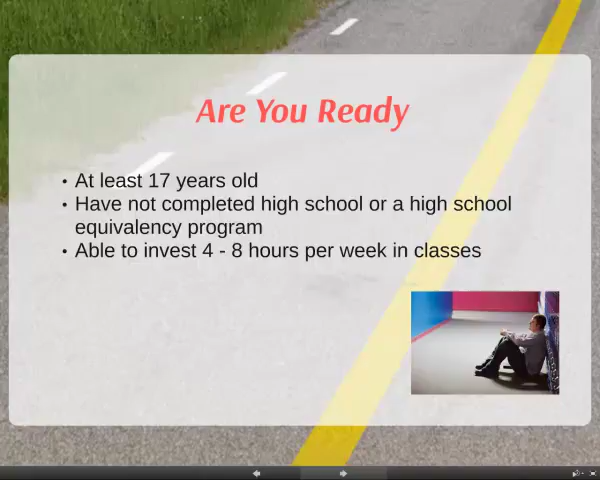 Are You Ready
• At least 17 years old
• Have not completed high school or a high school
equivalency program
• Able to invest 4 - 8 hours per week in classes